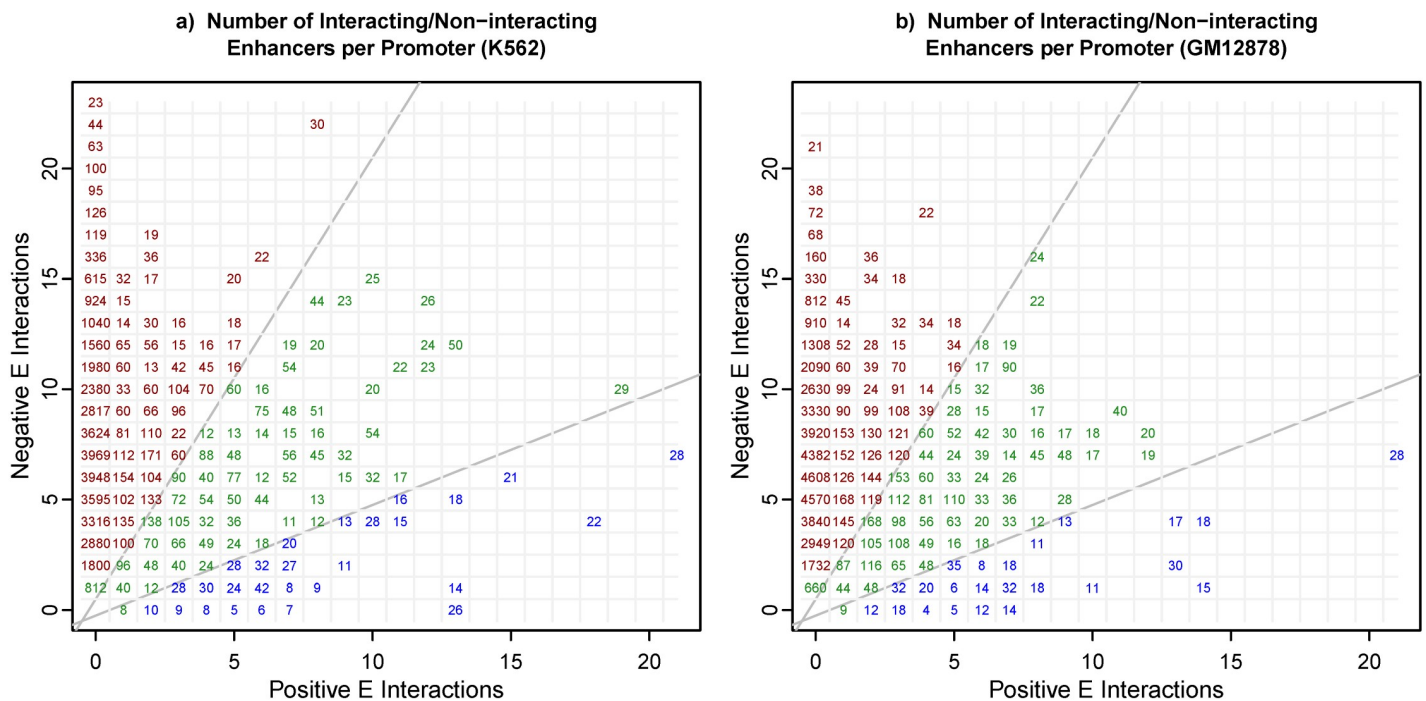 a)  Number of Interacting/Non−interacting
Enhancers per Promoter (K562)
23
44 30
63
100
95
126
119 19
336 36 22
615 32 17 20 25
924 15 44 23 26
1040 14 30 16 18
1560 65 56 15 16 17 19 20 24 50
1980 60 13 42 45 16 54 22 23
2380 33 60 104 70 60 16 20 29
2817 60 66 96 75 48 51
3624 81 110 22 12 13 14 15 16 54
3969 112 171 60 88 48 56 45 32 28
3948 154 104 90 40 77 12 52 15 32 17 21
3595 102 133 72 54 50 44 13 16 18
3316 135 138 105 32 36 11 12 13 28 15 22
2880 100 70 66 49 24 18 20
1800 96 48 40 24 28 32 27 11
812 40 12 28 30 24 42 8 9 14
8 10 9 8 5 6 7 26
0 5 10 15 20
0 5 10 15 20
Negative E Interactions
Positive E Interactions
b)  Number of Interacting/Non−interacting
Enhancers per Promoter (GM12878)
21
38
72 22
68
160 36 24
330 34 18
812 45 22
910 14 32 34 18
1308 52 28 15 34 18 19
2090 60 39 70 16 17 90
2630 99 24 91 14 15 32 36
3330 90 99 108 39 28 15 17 40
3920 153 130 121 60 52 42 30 16 17 18 20
4382 152 126 120 44 24 39 14 45 48 17 19 28
4608 126 144 153 60 33 24 26
4570 168 119 112 81 110 33 36 28
3840 145 168 98 56 63 20 33 12 13 17 18
2949 120 105 108 49 16 18 11
1732 87 116 65 48 35 8 18 30
660 44 48 32 20 6 14 32 18 11 15
9 12 18 4 5 12 14
0 5 10 15 20
0 5 10 15 20
Negative E Interactions
Positive E Interactions